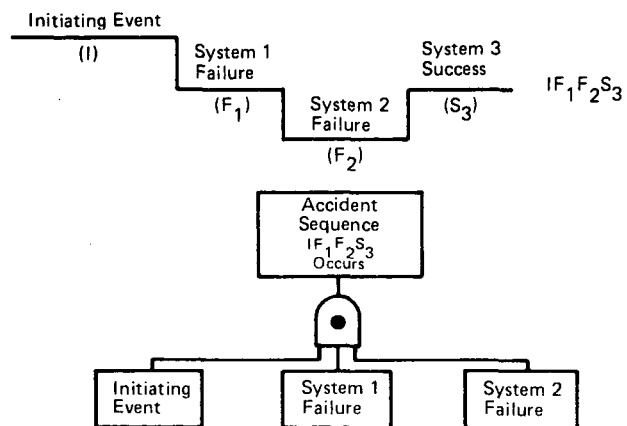 Initiating Event
(I)
System 1
Failure
(F1)
System 2
Failure
(F2)
System 3
Success
(S3)
IF1F2S3
Accident
Sequence
IF1F2S3
Occurs
Initiating
Event
System 1
Failure
System 2
Failure